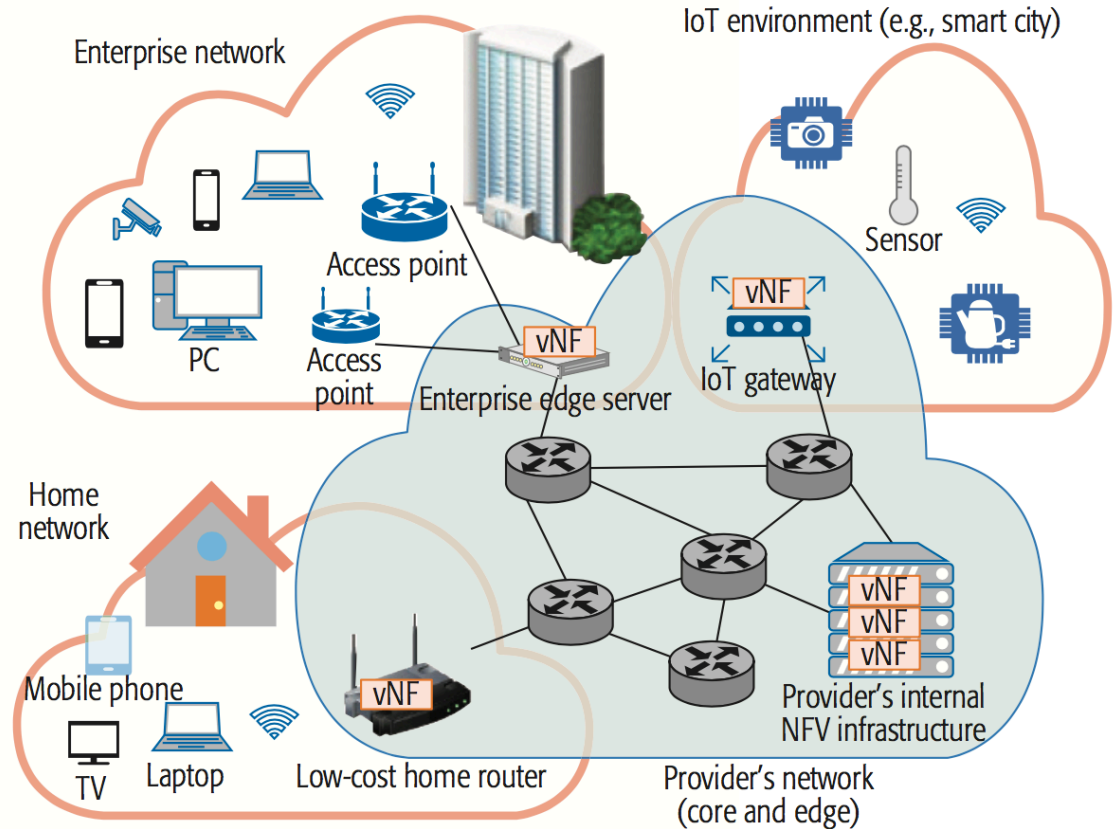 Enterprise network
IoT environment (e.g., smart city)
Access point
PC
Access
point
vNF
Enterprise edge server
Sensor
vNF
IoT gateway
Home
network
Mobile phone
TV
Laptop
vNF
Low-cost home router
vNF
vNF
vNF
Provider's internal
NFV infrastructure
Provider's network
(core and edge)